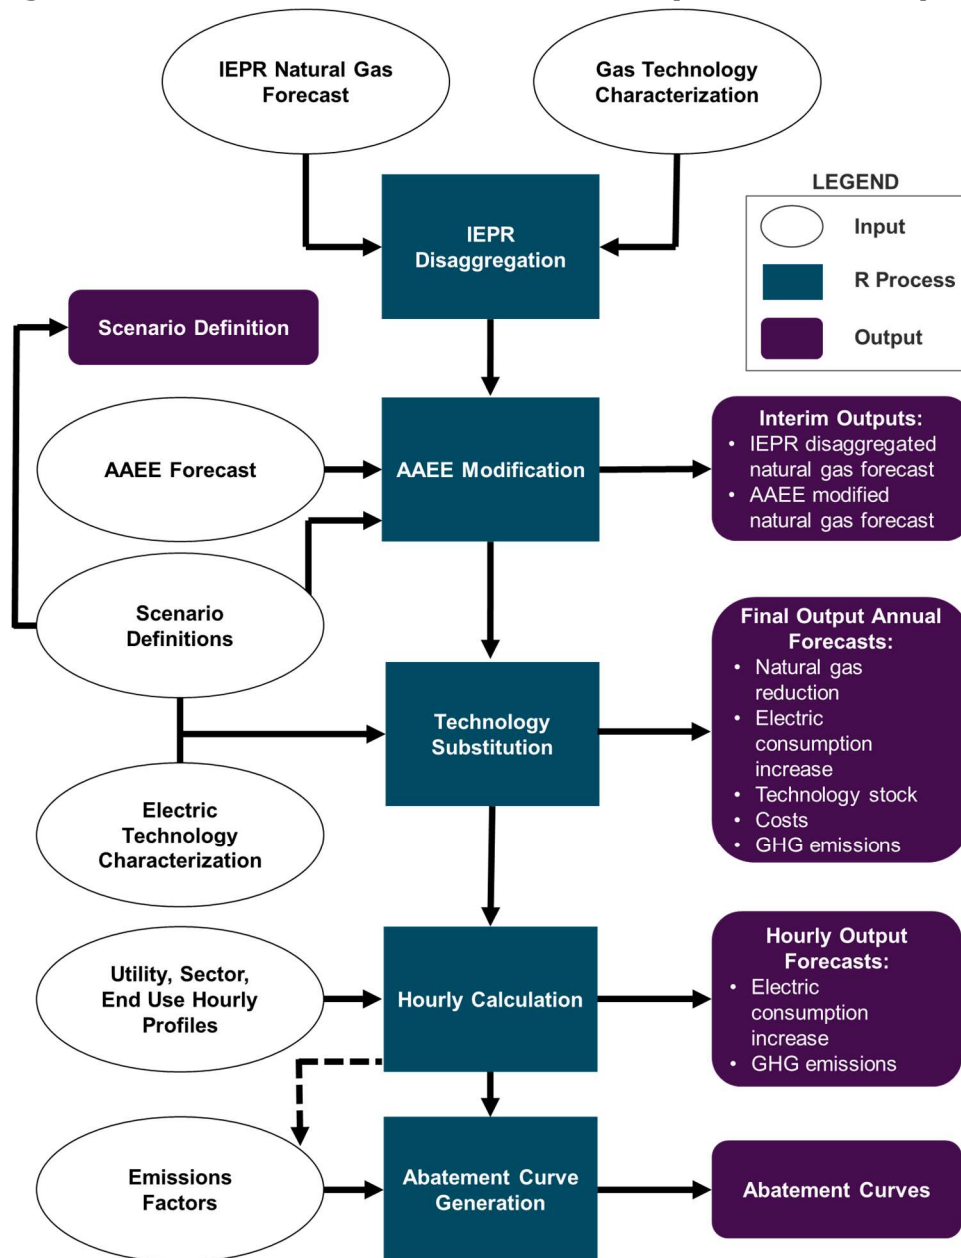 IEPR Natural Gas
Forecast
Gas Technology
Characterization
LEGEND
Input
R Process
Output
IEPR
Disaggregation
Scenario Definition
AAEE Forecast
AAEE Modification
Interim Outputs:
• IEPR disaggregated
natural gas forecast
• AAEE modified
natural gas forecast
Scenario
Definitions
Technology
Substitution
Final Output Annual
Forecasts:
• Natural gas
reduction
• Electric
consumption
increase
• Technology stock
• Costs
• GHG emissions
Electric
Technology
Characterization
Utility, Sector,
End Use Hourly
Profiles
Hourly Calculation
Hourly Output
Forecasts:
• Electric
consumption
increase
• GHG emissions
Emissions
Factors
Abatement Curve
Generation
Abatement Curves